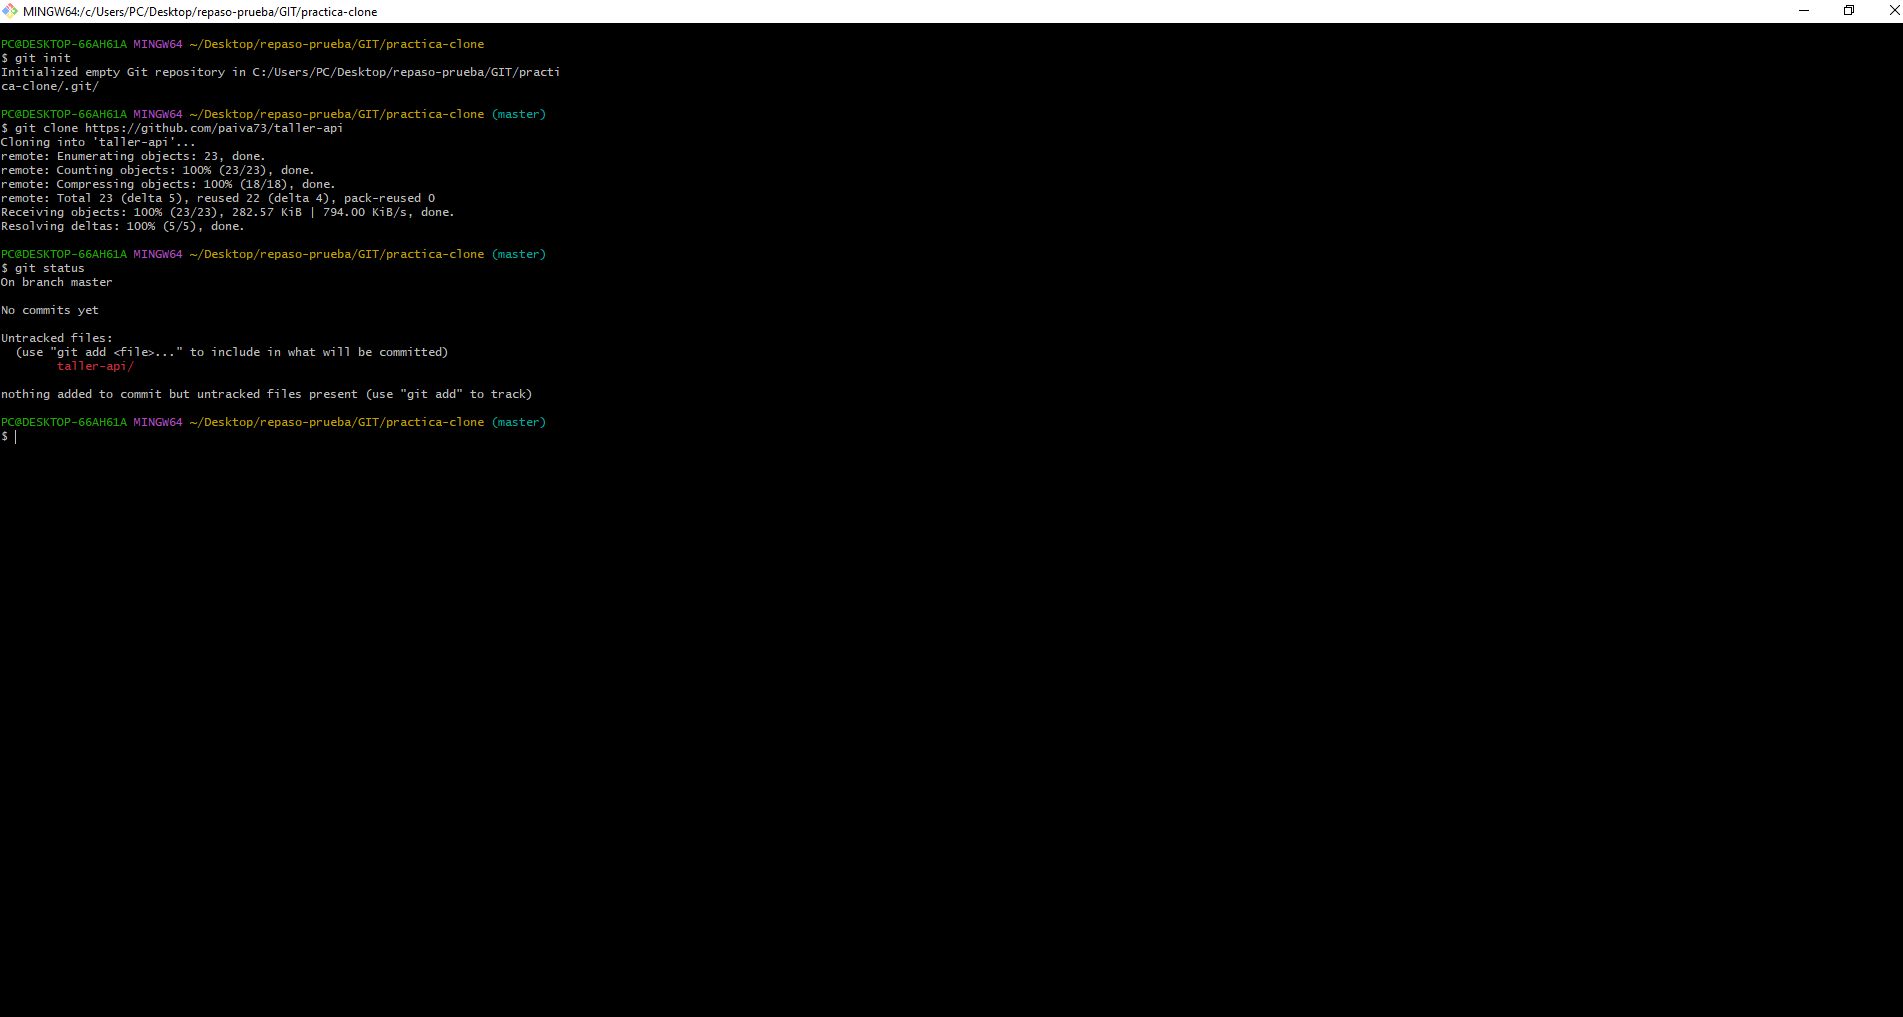 MINGW64:/c/Users/PC/Desktop/repaso-prueba/GIT/practica-clone
PC@DESKTOP-66AH61A MINGW64 ~/Desktop/repaso-prueba/GIT/practica-clone
$ git init
Initialized empty Git repository in C:/Users/PC/Desktop/repaso-prueba/GIT/practi
ca-clone/.git/
PC@DESKTOP-66AH61A MINGW64 ~/Desktop/repaso-prueba/GIT/practica-clone (master)
$ git clone https://github.com/paiva73/taller-api
Cloning into 'taller-api'...
remote: Enumerating objects: 23, done.
remote: Counting objects: 100% (23/23), done.
remote: Compressing objects: 100% (18/18), done.
remote: Total 23 (delta 5), reused 22 (delta 4), pack-reused 0
Receiving objects: 100% (23/23), 282.57 KiB | 794.00 KiB/s, done.
Resolving deltas: 100% (5/5), done.
PC@DESKTOP-66AH61A MINGW64 ~/Desktop/repaso-prueba/GIT/practica-clone (master)
$ git status
On branch master
No commits yet
Untracked files:
(use "git add <file>..." to include in what will be committed)
taller-api/
nothing added to commit but untracked files present (use "git add" to track)
PC@DESKTOP-66AH61A MINGW64 ~/Desktop/repaso-prueba/GIT/practica-clone (master)
$